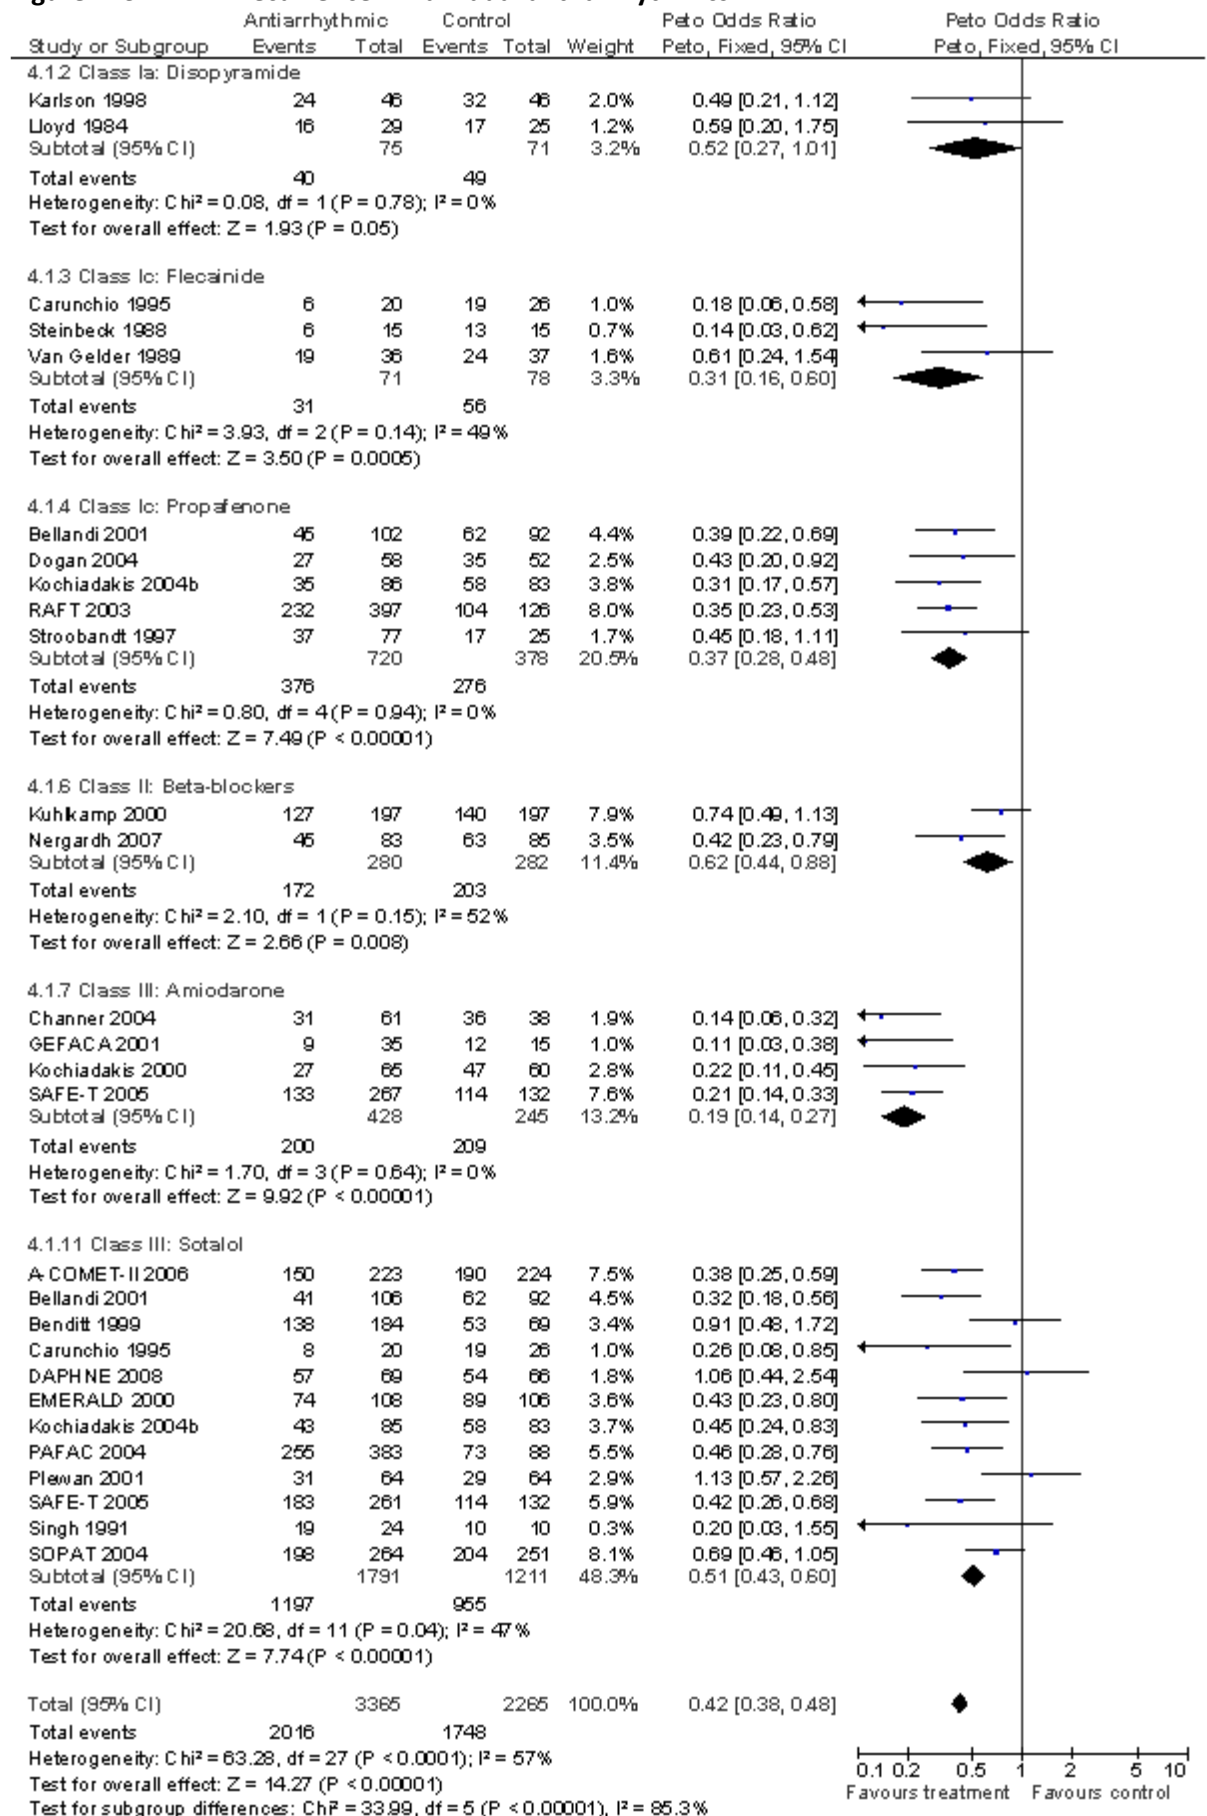 Antiarrhythmic Control Peto Odds Ratio Peto Odds Ratio
Study or Subgroup Events Total Events Total Weight Peto, Fixed, 95% CI Peto, Fixed, 95% CI
4.1.2 Class Ia: Disopyramide
Karlson 1998 24 46 32 46 2.0% 0.49 [0.21, 1.12]
Lloyd 1984 16 29 17 25 1.2% 0.59 [0.20, 1.75]
Subtotal (95% CI) 75 71 3.2% 0.52 [0.27, 1.01]
Total events 40 49
Heterogeneity: Chi² = 0.08, df = 1 (P = 0.78); I² = 0%
Test for overall effect: Z = 1.93 (P = 0.05)
4.1.3 Class Ic: Flecainide
Carunchio 1995 6 20 19 26 1.0% 0.18 [0.06, 0.58]
Steinbeck 1988 6 15 13 15 0.7% 0.14 [0.03, 0.62]
Van Gelder 1989 19 36 24 37 1.6% 0.61 [0.24, 1.54]
Subtotal (95% CI) 71 78 3.3% 0.31 [0.16, 0.60]
Total events 31 56
Heterogeneity: Chi² = 3.93, df = 2 (P = 0.14); I² = 49%
Test for overall effect: Z = 3.50 (P = 0.0005)
4.1.4 Class Ic: Propafenone
Bellandi 2001 45 102 62 92 4.4% 0.39 [0.22, 0.69]
Dogan 2004 27 58 35 52 2.5% 0.43 [0.20, 0.92]
Kochiadakis 2004b 35 86 58 83 3.8% 0.31 [0.17, 0.57]
RAFT 2003 232 397 104 126 8.0% 0.35 [0.23, 0.53]
Stroobandt 1997 37 77 17 25 1.7% 0.45 [0.18, 1.11]
Subtotal (95% CI) 720 378 20.5% 0.37 [0.28, 0.48]
Total events 376 276
Heterogeneity: Chi² = 0.80, df = 4 (P = 0.94); I² = 0%
Test for overall effect: Z = 7.49 (P < 0.00001)
4.1.6 Class II: Beta-blockers
Kuhlkamp 2000 127 197 140 197 7.9% 0.74 [0.49, 1.13]
Nergardh 2007 45 83 63 85 3.5% 0.42 [0.23, 0.79]
Subtotal (95% CI) 280 282 11.4% 0.62 [0.44, 0.88]
Total events 172 203
Heterogeneity: Chi² = 2.10, df = 1 (P = 0.15); I² = 52%
Test for overall effect: Z = 2.66 (P = 0.008)
4.1.7 Class III: Amiodarone
Channer 2004 31 61 36 38 1.9% 0.14 [0.06, 0.32]
GEFACA 2001 9 35 12 15 1.0% 0.11 [0.03, 0.38]
Kochiadakis 2000 27 65 47 60 2.8% 0.22 [0.11, 0.45]
SAFE-T 2005 133 267 114 132 7.6% 0.21 [0.14, 0.33]
Subtotal (95% CI) 428 245 13.2% 0.19 [0.14, 0.27]
Total events 200 209
Heterogeneity: Chi² = 1.70, df = 3 (P = 0.64); I² = 0%
Test for overall effect: Z = 9.92 (P < 0.00001)
4.1.11 Class III: Sotalol
A-COMET-II 2006 150 223 190 224 7.5% 0.38 [0.25, 0.59]
Bellandi 2001 41 106 62 92 4.5% 0.32 [0.18, 0.56]
Benditt 1999 138 184 53 69 3.4% 0.91 [0.48, 1.72]
Carunchio 1995 8 20 19 26 1.0% 0.26 [0.08, 0.85]
DAPHNE 2008 57 69 54 66 1.8% 1.06 [0.44, 2.54]
EMERALD 2000 74 108 89 106 3.6% 0.43 [0.23, 0.80]
Kochiadakis 2004b 43 85 58 83 3.7% 0.45 [0.24, 0.83]
PAFAC 2004 255 383 73 88 5.5% 0.46 [0.28, 0.76]
Plewan 2001 31 64 29 64 2.9% 1.13 [0.57, 2.26]
SAFE-T 2005 183 261 114 132 5.9% 0.42 [0.26, 0.68]
Singh 1991 19 24 10 10 0.3% 0.20 [0.03, 1.55]
SOPAT 2004 198 264 204 251 8.1% 0.69 [0.46, 1.05]
Subtotal (95% CI) 1791 1211 48.3% 0.51 [0.43, 0.60]
Total events 1197 955
Heterogeneity: Chi² = 20.68, df = 11 (P = 0.04); I² = 47%
Test for overall effect: Z = 7.74 (P < 0.00001)
Total (95% CI) 3365 2265 100.0% 0.42 [0.38, 0.48]
Total events 2016 1748
Heterogeneity: Chi² = 63.28, df = 27 (P < 0.0001); I² = 57%
Test for overall effect: Z = 14.27 (P < 0.00001)
Test for subgroup differences: Chi² = 33.99, df = 5 (P < 0.00001), I² = 85.3%
0.1 0.2 0.5 1 2 5 10
Favours treatment Favours control